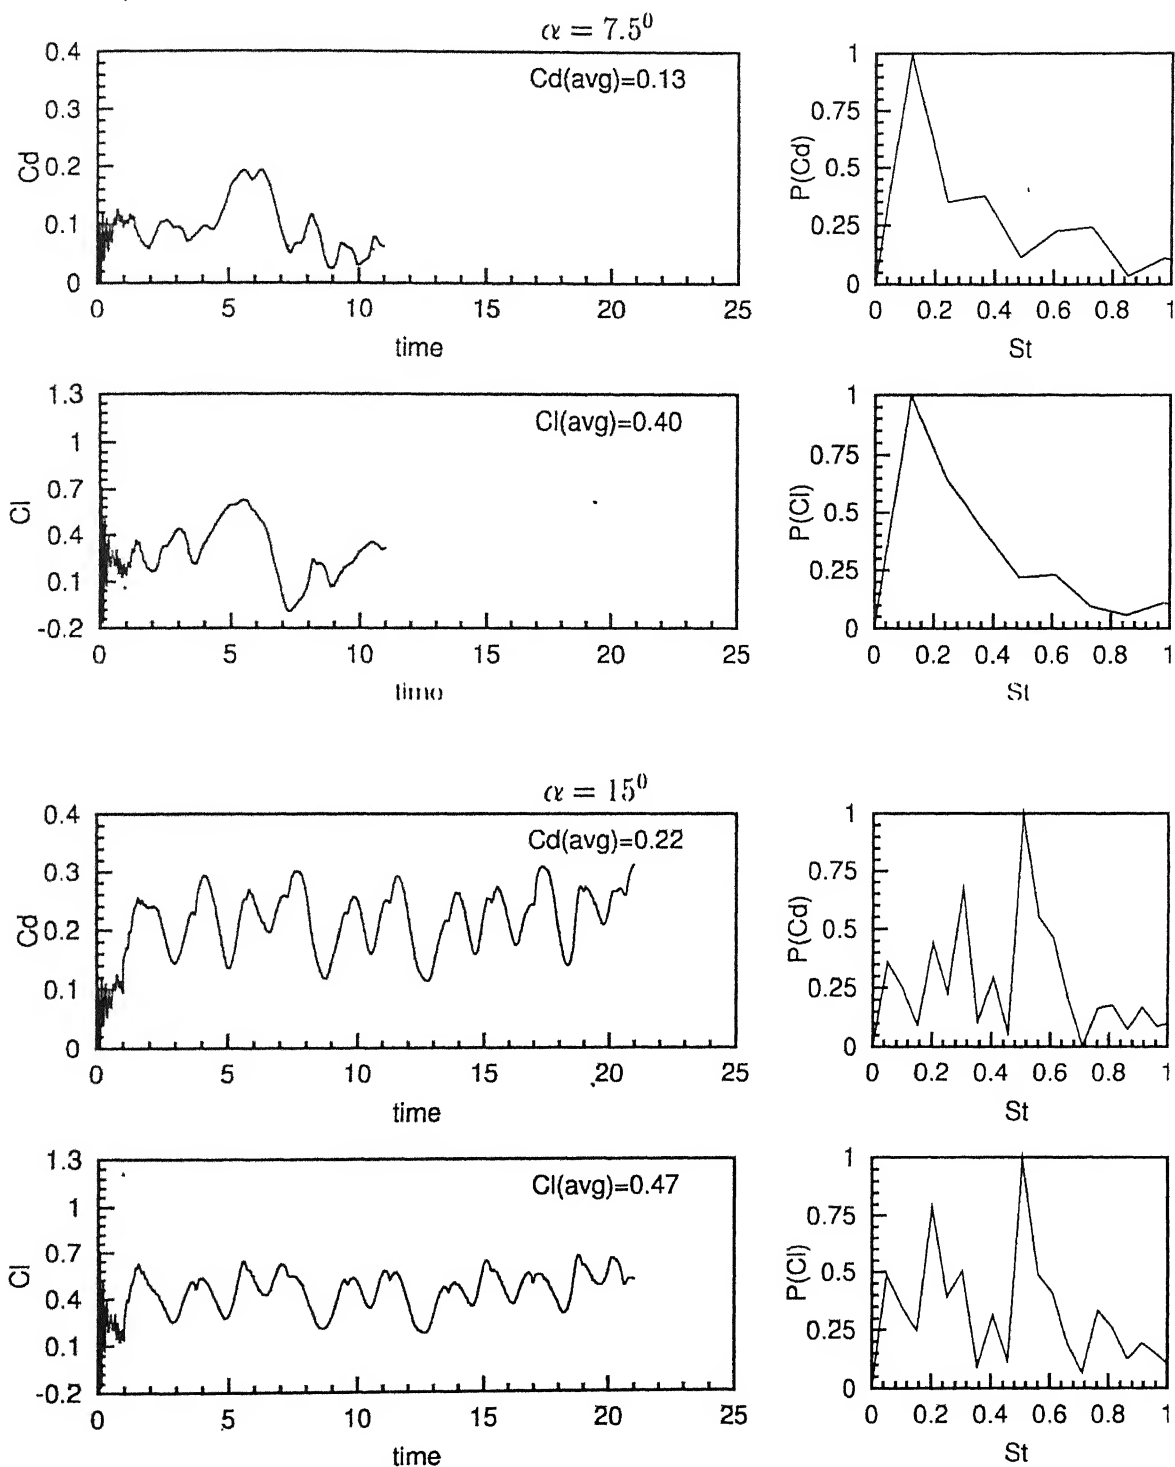 α = 7.5⁰
0.4
0.3
0.2
0.1
0
Cd
Cd(avg)=0.13
0 5 10 15 20 25
time
1
0.75
0.5
0.25
0
P(Cd)
0 0.2 0.4 0.6 0.8 1
St
1.3
1
0.7
0.4
0.1
-0.2
Cl
Cl(avg)=0.40
0 5 10 15 20 25
time
1
0.75
0.5
0.25
0
P(Cl)
0 0.2 0.4 0.6 0.8 1
St
α = 15⁰
0.4
0.3
0.2
0.1
0
Cd
Cd(avg)=0.22
0 5 10 15 20 25
time
1
0.75
0.5
0.25
0
P(Cd)
0 0.2 0.4 0.6 0.8 1
St
1.3
1
0.7
0.4
0.1
-0.2
Cl
Cl(avg)=0.47
0 5 10 15 20 25
time
1
0.75
0.5
0.25
0
P(Cl)
0 0.2 0.4 0.6 0.8 1
St